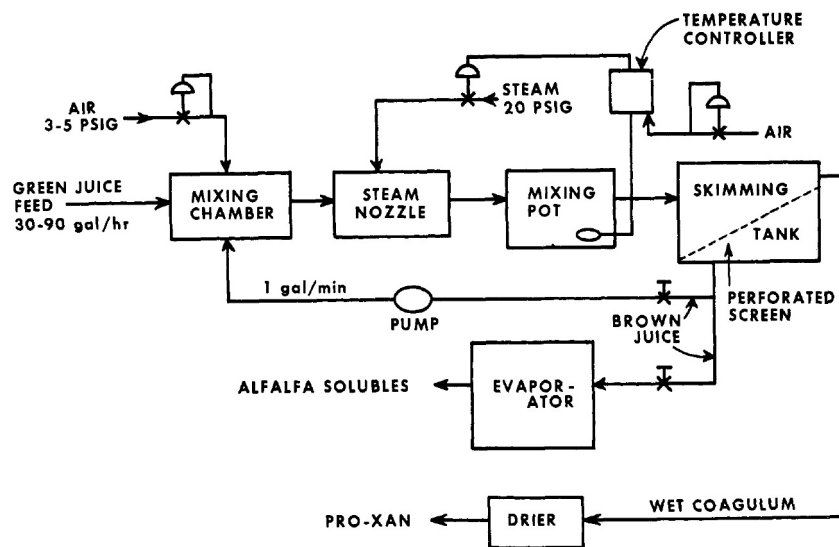 TEMPERATURE
CONTROLLER
AIR
3-5 PSIG
STEAM
20 PSIG
AIR
GREEN JUICE
FEED
30-90 gal/hr
MIXING
CHAMBER
STEAM
NOZZLE
MIXING
POT
SKIMMING
TANK
1 gal/min
PUMP
BROWN
JUICE
PERFORATED
SCREEN
ALFALFA SOLUBLES
EVAPOR-
ATOR
WET COAGULUM
PRO-XAN
DRIER